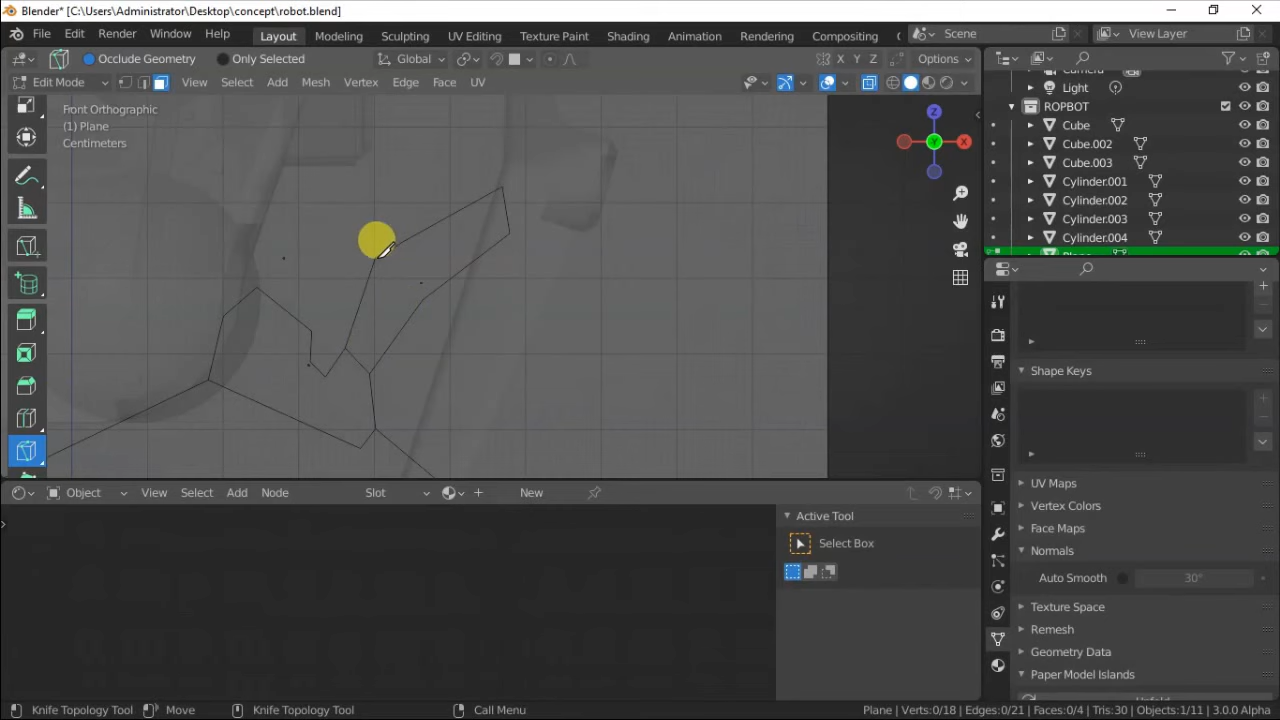 Blender* [C:\Users\Administrator\Desktop\concept\robot.blend]
File Edit Render Window Help Layout Modeling Sculpting UV Editing Texture Paint Shading Animation Rendering Compositing Scene View Layer
Occlude Geometry Only Selected Global X Y Z Options
Edit Mode View Select Add Mesh Vertex Edge Face UV
Front Orthographic
(1) Plane
Centimeters
Z
X
Y
Camera
Light
ROPBOT
Cube
Cube.002
Cube.003
Cylinder.001
Cylinder.002
Cylinder.003
Cylinder.004
Shape Keys
UV Maps
Vertex Colors
Face Maps
Normals
Auto Smooth 30°
Texture Space
Remesh
Geometry Data
Paper Model Islands
Unfold
Object View Select Add Node Slot New
Active Tool
Select Box
Knife Topology Tool Move Knife Topology Tool Call Menu Plane | Verts:0/18 | Edges:0/21 | Faces:0/4 | Tris:30 | Objects:1/11 | 3.0.0 Alpha